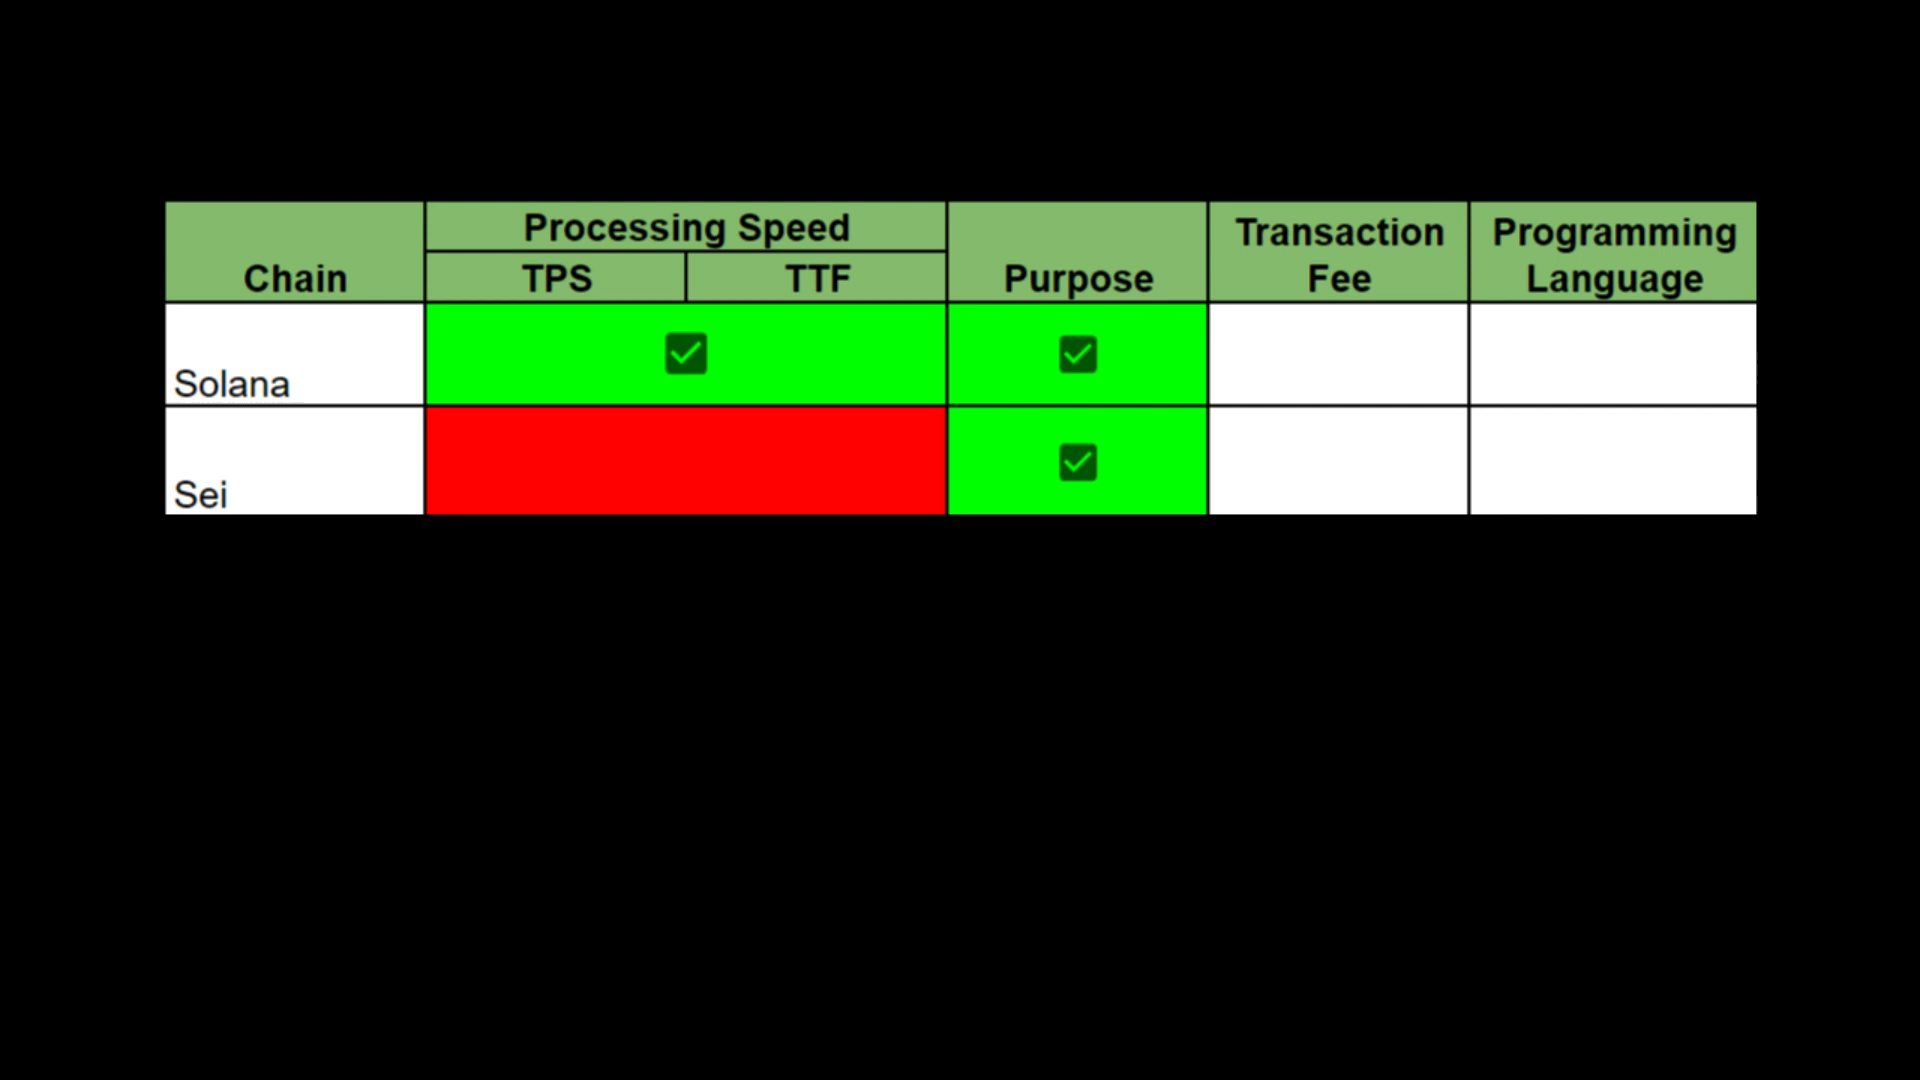 Chain
Processing Speed
TPS
TTF
Purpose
Transaction
Fee
Programming
Language
Solana
Sei